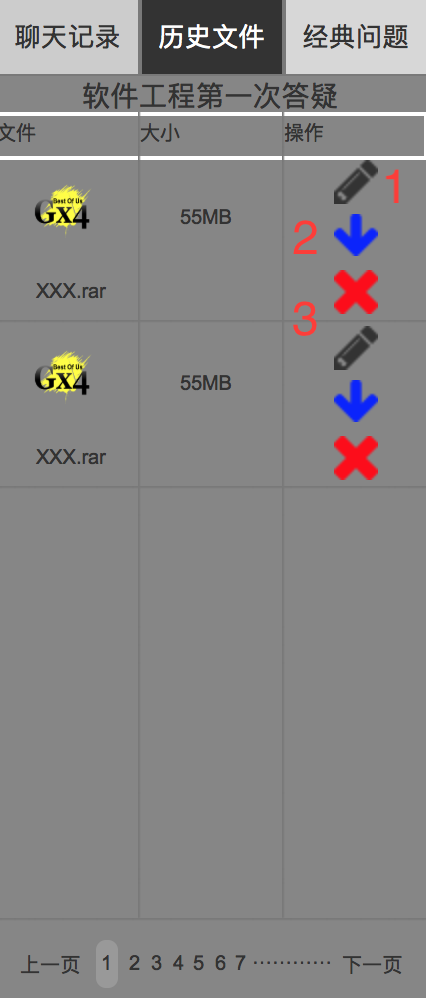 聊天记录 历史文件 经典问题
软件工程第一次答疑
文件 大小 操作
1
Best Of Us
GX4
55MB
2
XXX.rar
3
Best Of Us
GX4
55MB
XXX.rar
上一页 1 2 3 4 5 6 7 ············ 下一页